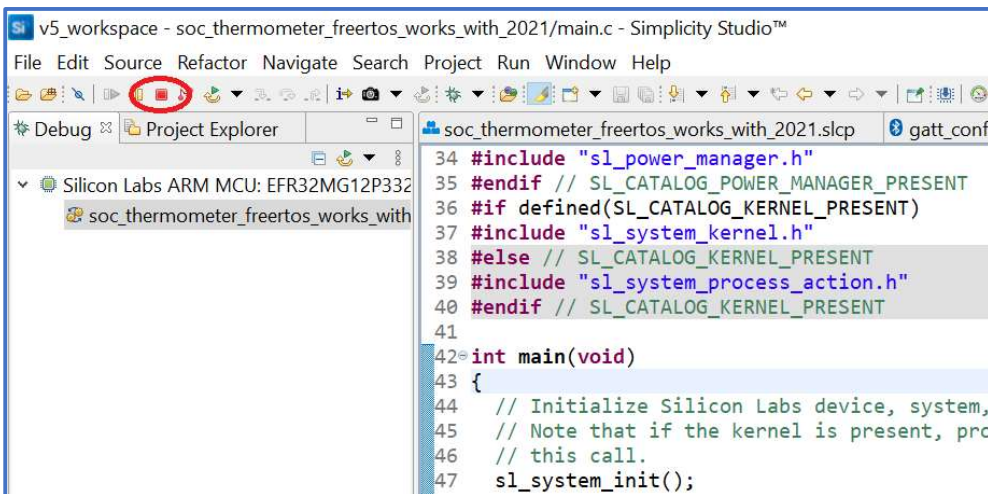 Si v5_workspace - soc_thermometer_freertos_works_with_2021/main.c - Simplicity Studio™
File Edit Source Refactor Navigate Search Project Run Window Help
Debug Project Explorer
soc_thermometer_freertos_works_with_2021.slcp gatt_conf
Silicon Labs ARM MCU: EFR32MG12P332
soc_thermometer_freertos_works_with
34 #include "sl_power_manager.h"
35 #endif // SL_CATALOG_POWER_MANAGER_PRESENT
36 #if defined(SL_CATALOG_KERNEL_PRESENT)
37 #include "sl_system_kernel.h"
38 #else // SL_CATALOG_KERNEL_PRESENT
39 #include "sl_system_process_action.h"
40 #endif // SL_CATALOG_KERNEL_PRESENT
41
42 int main(void)
43 {
44 // Initialize Silicon Labs device, system,
45 // Note that if the kernel is present, pro
46 // this call.
47 sl_system_init();